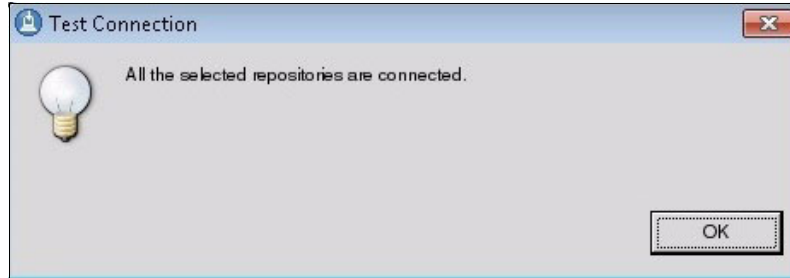 Test Connection
All the selected repositories are connected.
OK